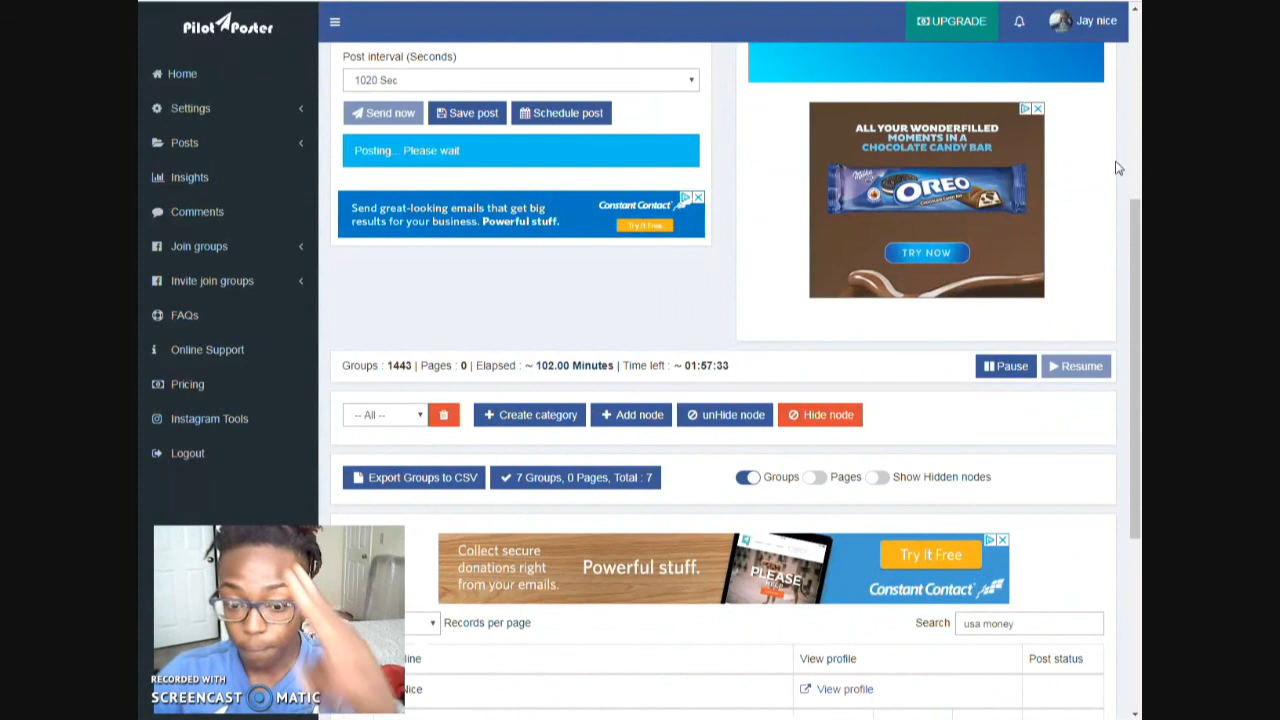 Pilot Poster
UPGRADE
Jay nice
Home
Settings
Posts
Insights
Comments
Join groups
Invite join groups
FAQs
Online Support
Pricing
Instagram Tools
Logout
Post interval (Seconds)
1020 Sec
Send now
Save post
Schedule post
Posting... Please wait
Send great-looking emails that get big
results for your business. Powerful stuff.
Constant Contact
Try It Free
ALL YOUR WONDERFILLED
MOMENTS IN A
CHOCOLATE CANDY BAR
Milka
OREO
TRY NOW
Groups : 1443 | Pages : 0 | Elapsed : ~ 102.00 Minutes | Time left : ~ 01:57:33
Pause
Resume
-- All --
Create category
Add node
unHide node
Hide node
Export Groups to CSV
7 Groups, 0 Pages, Total : 7
Groups
Pages
Show Hidden nodes
Collect secure
donations right
from your emails.
Powerful stuff.
PLEASE
Try It Free
Constant Contact
Records per page
Search
usa money
line
View profile
Post status
Nice
View profile
RECORDED WITH
SCREENCAST MATIC